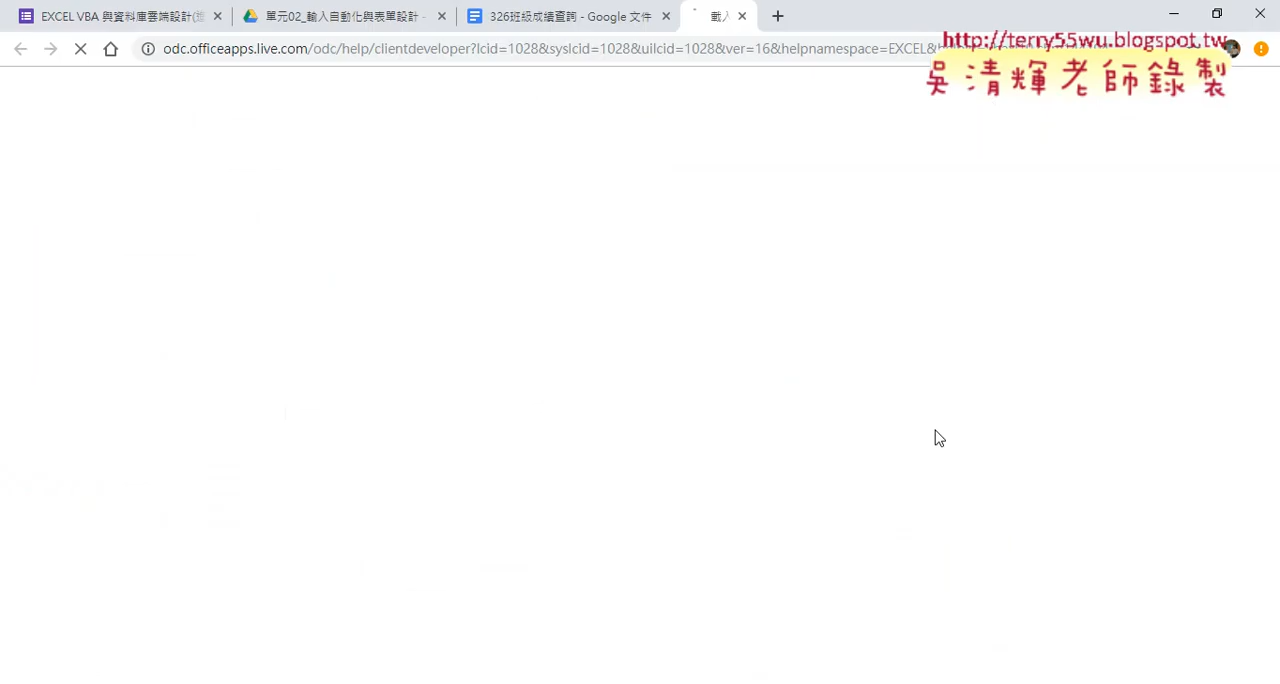 EXCEL VBA 與資料庫雲端設計(進
單元02_輸入自動化與表單設計 -
326班級成績查詢 - Google 文件
載入
odc.officeapps.live.com/odc/help/clientdeveloper?lcid=1028&syslcid=1028&uilcid=1028&ver=16&helpnamespace=EXCEL&
http://terry55wu.blogspot.tw
吳清輝老師錄製